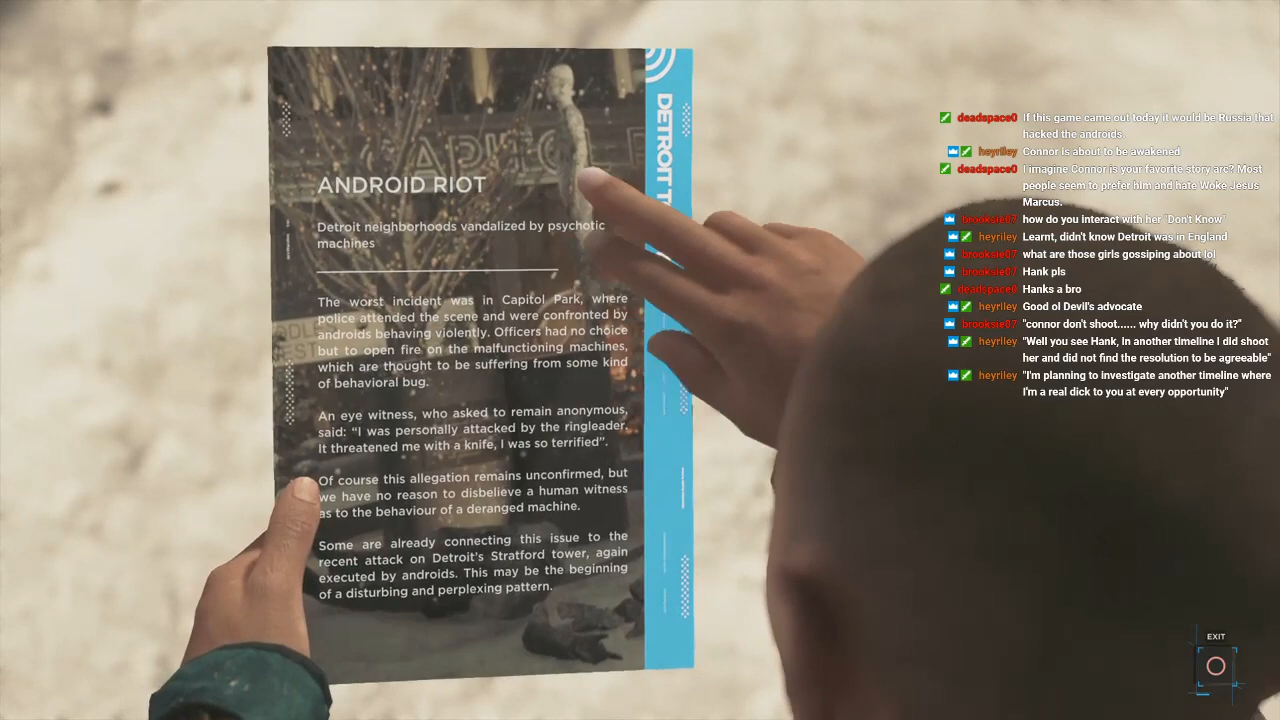 ANDROID RIOT
Detroit neighborhoods vandalized by psychotic
machines
The worst incident was in Capitol Park, where
police attended the scene and were confronted by
androids behaving violently. Officers had no choice
but to open fire on the malfunctioning machines,
which are thought to be suffering from some kind
of behavioral bug.
An eye witness, who asked to remain anonymous,
said: “I was personally attacked by the ringleader.
It threatened me with a knife, I was so terrified”.
Of course this allegation remains unconfirmed, but
we have no reason to disbelieve a human witness
as to the behaviour of a deranged machine.
Some are already connecting this issue to the
recent attack on Detroit's Stratford tower, again
executed by androids. This may be the beginning
of a disturbing and perplexing pattern.
CAPITOL
DETROIT T
deadspace0 If this game came out today it would be Russia that
hacked the androids.
heyriley Connor is about to be awakened
deadspace0 I imagine Connor is your favorite story arc? Most
people seem to prefer him and hate Woke Jesus
Marcus.
brooksie07 how do you interact with her "Don't Know"
heyriley Learnt, didn't know Detroit was in England
brooksie07 what are those girls gossiping about lol
brooksie07 Hank pls
deadspace0 Hanks a bro
heyriley Good ol Devil's advocate
brooksie07 "connor don't shoot...... why didn't you do it?"
heyriley "Well you see Hank, in another timeline I did shoot
her and did not find the resolution to be agreeable"
heyriley "I'm planning to investigate another timeline where
I'm a real dick to you at every opportunity"
EXIT